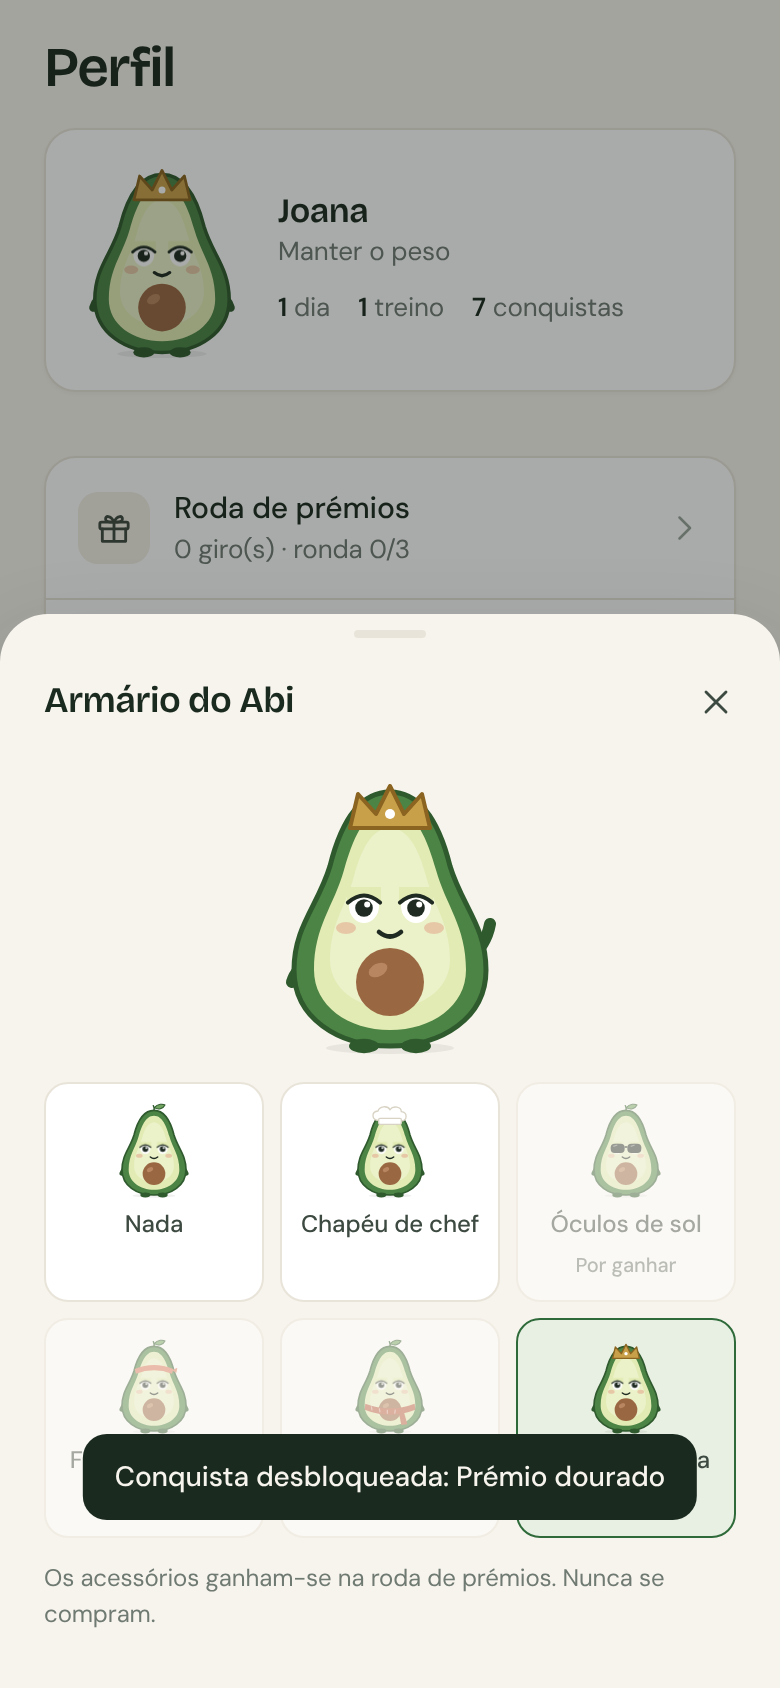 Perfil
Joana
Manter o peso
1 dia 1 treino 7 conquistas
Roda de prémios
0 giro(s) · ronda 0/3
Armário do Abi
Nada
Chapéu de chef
Óculos de sol
Por ganhar
Conquista desbloqueada: Prémio dourado
Os acessórios ganham-se na roda de prémios. Nunca se
compram.